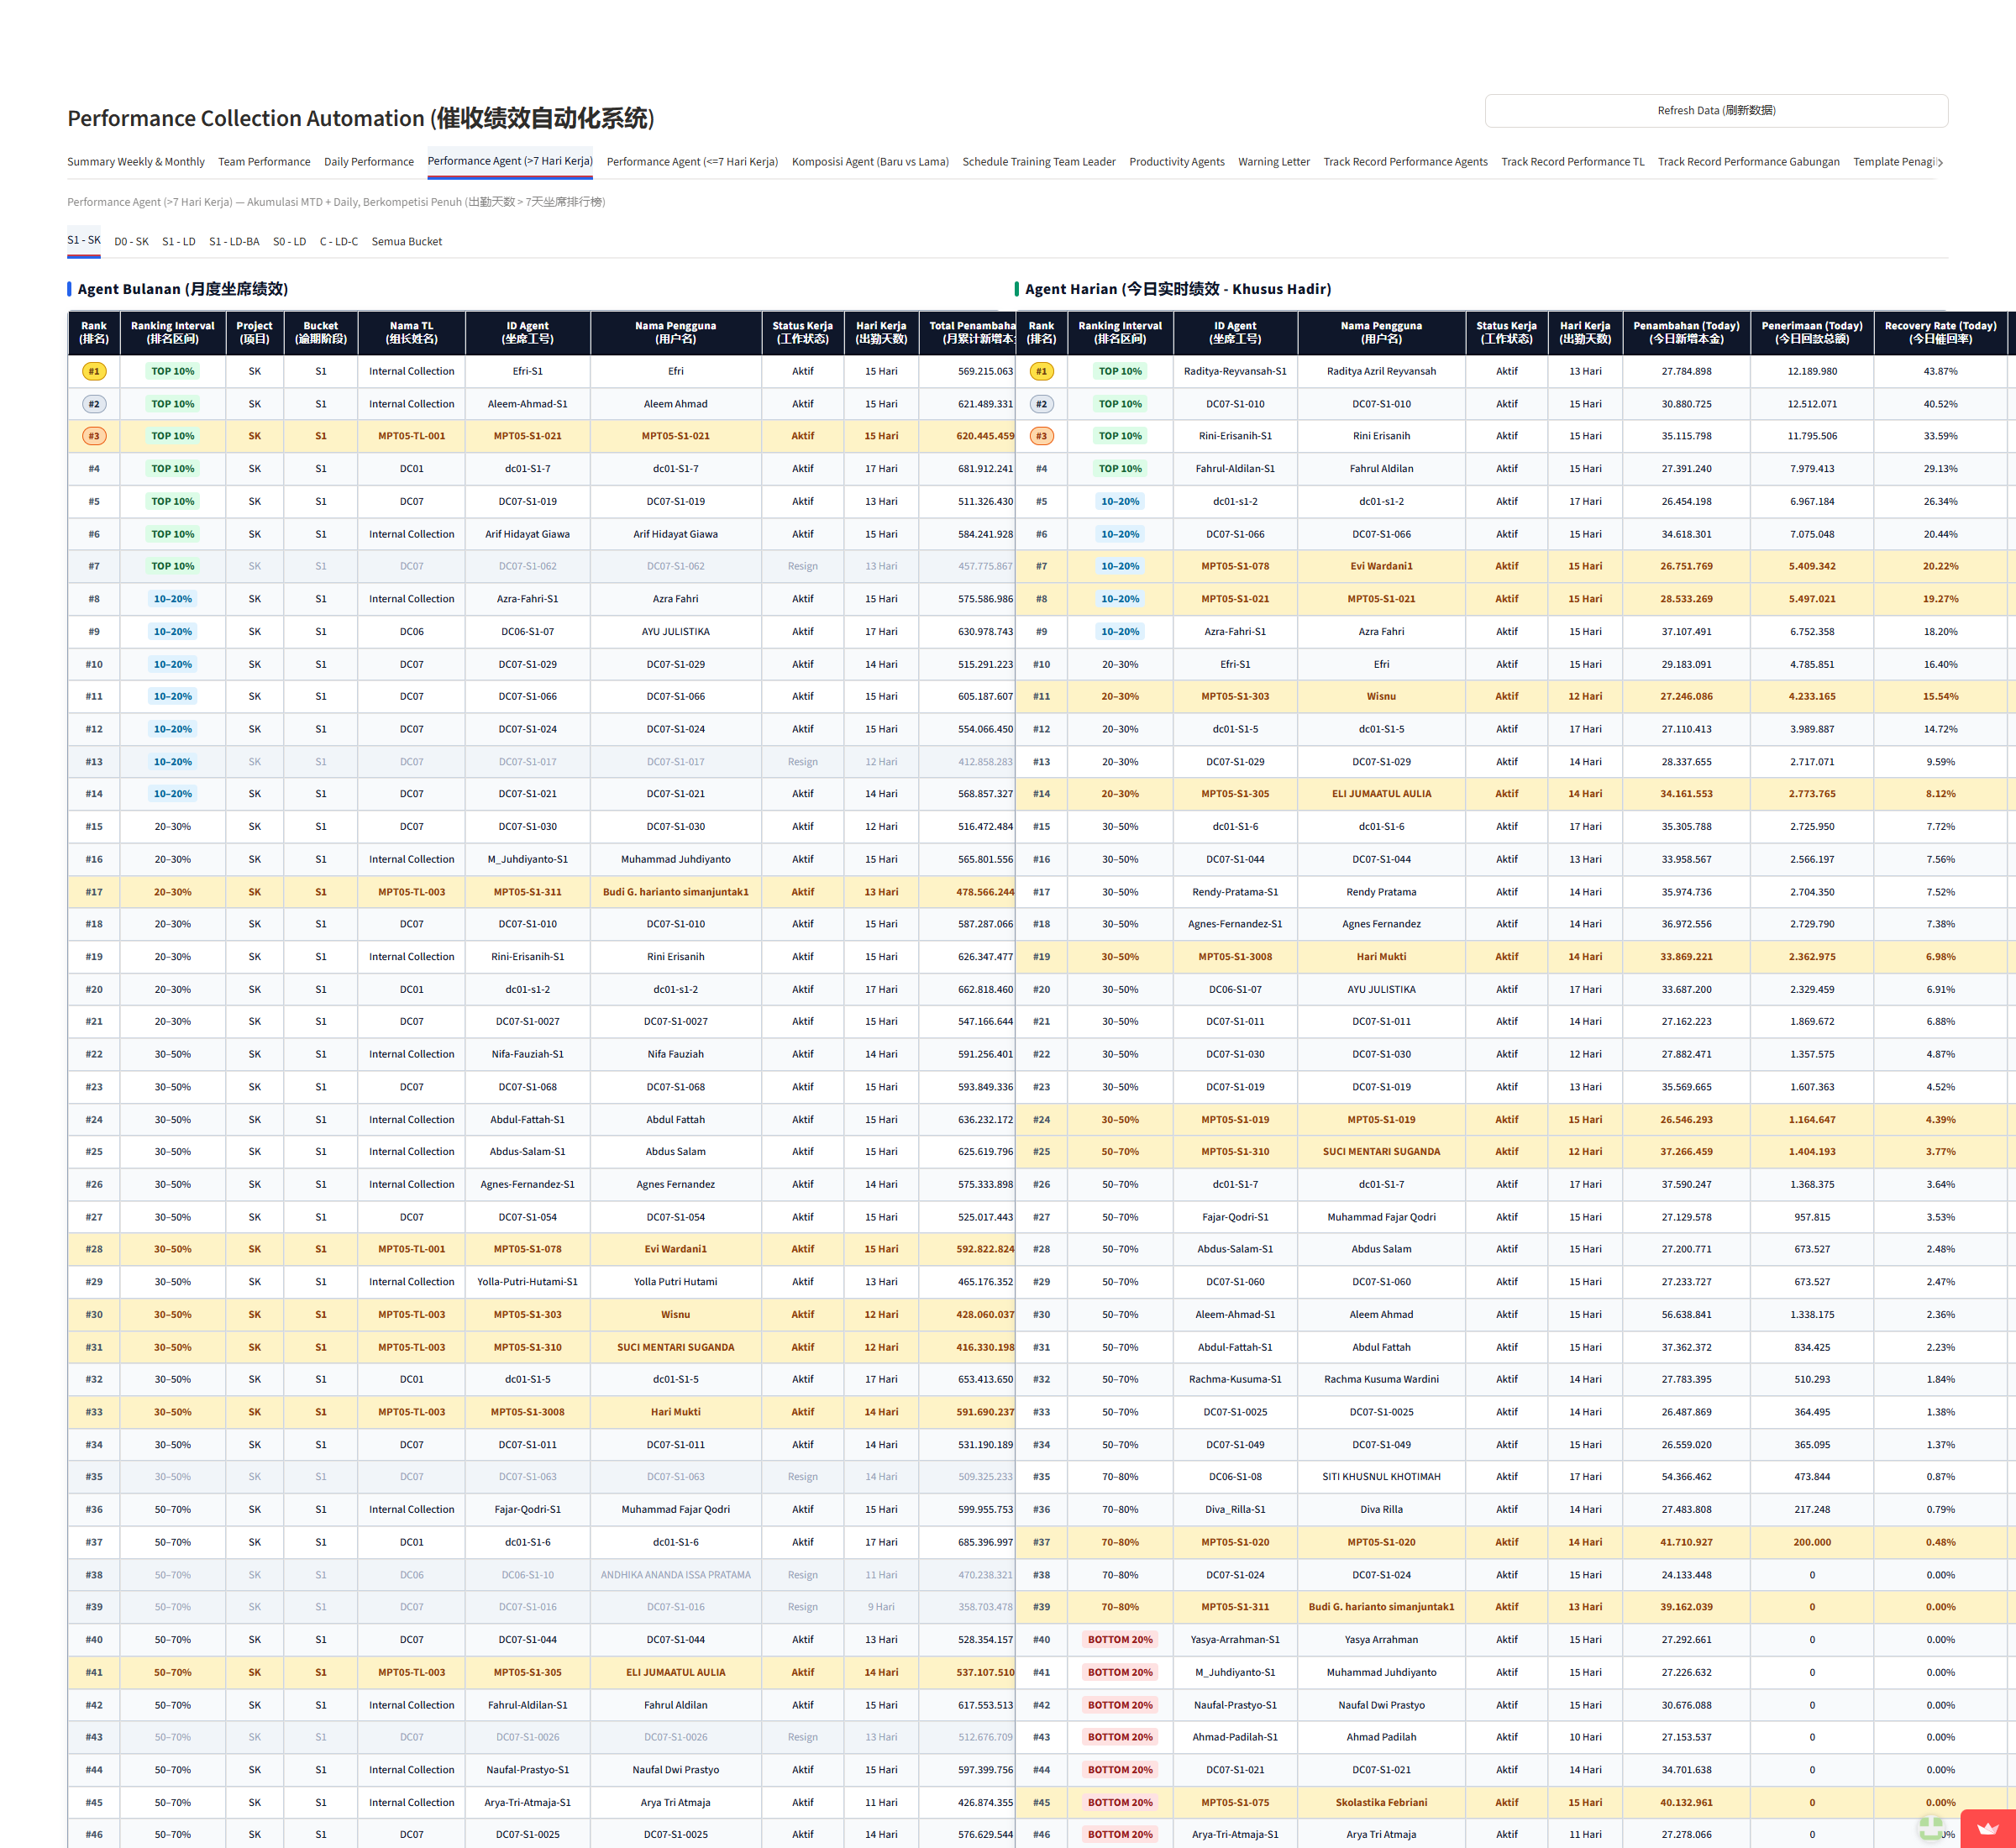 Performance Collection Automation (催收绩效自动化系统)
Refresh Data (刷新数据)
Summary Weekly & Monthly Team Performance Daily Performance Performance Agent (>7 Hari Kerja) Performance Agent (<=7 Hari Kerja) Komposisi Agent (Baru vs Lama) Schedule Training Team Leader Productivity Agents Warning Letter Track Record Performance Agents Track Record Performance TL Track Record Performance Gabungan Template Penagi
Performance Agent (>7 Hari Kerja) — Akumulasi MTD + Daily, Berkompetisi Penuh (出勤天数 > 7天坐席排行榜)
S1 - SK D0 - SK S1 - LD S1 - LD-BA S0 - LD C - LD-C Semua Bucket
Agent Bulanan (月度坐席绩效)
Rank Ranking Interval Project Bucket Nama TL ID Agent Nama Pengguna Status Kerja Hari Kerja Total Penambaha
(排名) (排名区间) (项目) (逾期阶段) (组长姓名) (坐席工号) (用户名) (工作状态) (出勤天数) (月累计新增本
#1 TOP 10% SK S1 Internal Collection Efri-S1 Efri Aktif 15 Hari 569.215.063
#2 TOP 10% SK S1 Internal Collection Aleem-Ahmad-S1 Aleem Ahmad Aktif 15 Hari 621.489.331
#3 TOP 10% SK S1 MPT05-TL-001 MPT05-S1-021 MPT05-S1-021 Aktif 15 Hari 620.445.459
#4 TOP 10% SK S1 DC01 dc01-s1-7 dc01-s1-7 Aktif 17 Hari 681.912.241
#5 TOP 10% SK S1 DC07 DC07-S1-019 DC07-S1-019 Aktif 13 Hari 511.326.430
#6 TOP 10% SK S1 Internal Collection Arif Hidayat Giawa Arif Hidayat Giawa Aktif 15 Hari 584.241.928
#7 TOP 10% SK S1 DC07 DC07-S1-062 DC07-S1-062 Resign 13 Hari 457.775.867
#8 10–20% SK S1 Internal Collection Azra-Fahri-S1 Azra Fahri Aktif 15 Hari 575.586.986
#9 10–20% SK S1 DC06 DC06-S1-07 AYU JULISTIKA Aktif 17 Hari 630.978.743
#10 10–20% SK S1 DC07 DC07-S1-029 DC07-S1-029 Aktif 14 Hari 515.291.223
#11 10–20% SK S1 DC07 DC07-S1-066 DC07-S1-066 Aktif 15 Hari 605.187.607
#12 10–20% SK S1 DC07 DC07-S1-024 DC07-S1-024 Aktif 15 Hari 554.066.450
#13 10–20% SK S1 DC07 DC07-S1-017 DC07-S1-017 Resign 12 Hari 412.858.283
#14 10–20% SK S1 DC07 DC07-S1-021 DC07-S1-021 Aktif 14 Hari 568.857.327
#15 20–30% SK S1 DC07 DC07-S1-030 DC07-S1-030 Aktif 12 Hari 516.472.484
#16 20–30% SK S1 Internal Collection M_Juhdiyanto-S1 Muhammad Juhdiyanto Aktif 15 Hari 565.801.556
#17 20–30% SK S1 MPT05-TL-003 MPT05-S1-311 Budi G. harianto simanjuntak1 Aktif 13 Hari 478.566.244
#18 20–30% SK S1 DC07 DC07-S1-010 DC07-S1-010 Aktif 15 Hari 587.287.066
#19 20–30% SK S1 Internal Collection Rini-Erisanih-S1 Rini Erisanih Aktif 15 Hari 626.347.477
#20 20–30% SK S1 DC01 dc01-s1-2 dc01-s1-2 Aktif 17 Hari 662.818.460
#21 20–30% SK S1 DC07 DC07-S1-0027 DC07-S1-0027 Aktif 15 Hari 547.166.644
#22 30–50% SK S1 Internal Collection Nifa-Fauziah-S1 Nifa Fauziah Aktif 14 Hari 591.256.401
#23 30–50% SK S1 DC07 DC07-S1-068 DC07-S1-068 Aktif 15 Hari 593.849.336
#24 30–50% SK S1 Internal Collection Abdul-Fattah-S1 Abdul Fattah Aktif 15 Hari 636.232.172
#25 30–50% SK S1 Internal Collection Abdus-Salam-S1 Abdus Salam Aktif 15 Hari 625.619.796
#26 30–50% SK S1 Internal Collection Agnes-Fernandez-S1 Agnes Fernandez Aktif 14 Hari 575.333.898
#27 30–50% SK S1 DC07 DC07-S1-054 DC07-S1-054 Aktif 15 Hari 525.017.443
#28 30–50% SK S1 MPT05-TL-001 MPT05-S1-078 Evi Wardani1 Aktif 15 Hari 592.822.824
#29 30–50% SK S1 Internal Collection Yolla-Putri-Hutami-S1 Yolla Putri Hutami Aktif 13 Hari 465.176.352
#30 30–50% SK S1 MPT05-TL-003 MPT05-S1-303 Wisnu Aktif 12 Hari 428.060.037
#31 30–50% SK S1 MPT05-TL-003 MPT05-S1-310 SUCI MENTARI SUGANDA Aktif 12 Hari 416.330.198
#32 30–50% SK S1 DC01 dc01-S1-5 dc01-S1-5 Aktif 17 Hari 653.413.650
#33 30–50% SK S1 MPT05-TL-003 MPT05-S1-3008 Hari Mukti Aktif 14 Hari 591.690.237
#34 30–50% SK S1 DC07 DC07-S1-011 DC07-S1-011 Aktif 14 Hari 531.190.189
#35 30–50% SK S1 DC07 DC07-S1-063 DC07-S1-063 Resign 14 Hari 509.325.233
#36 50–70% SK S1 Internal Collection Fajar-Qodri-S1 Muhammad Fajar Qodri Aktif 15 Hari 599.955.753
#37 50–70% SK S1 DC01 dc01-S1-6 dc01-S1-6 Aktif 17 Hari 685.396.997
#38 50–70% SK S1 DC06 DC06-S1-10 ANDHIKA ANANDA ISSA PRATAMA Resign 11 Hari 470.238.321
#39 50–70% SK S1 DC07 DC07-S1-016 DC07-S1-016 Resign 9 Hari 358.703.478
#40 50–70% SK S1 DC07 DC07-S1-044 DC07-S1-044 Aktif 13 Hari 528.354.157
#41 50–70% SK S1 MPT05-TL-003 MPT05-S1-305 ELI JUMAATUL AULIA Aktif 14 Hari 537.107.510
#42 50–70% SK S1 Internal Collection Fahrul-Aldilan-S1 Fahrul Aldilan Aktif 15 Hari 617.553.513
#43 50–70% SK S1 DC07 DC07-S1-0026 DC07-S1-0026 Resign 13 Hari 512.676.709
#44 50–70% SK S1 Internal Collection Naufal-Prastyo-S1 Naufal Dwi Prastyo Aktif 15 Hari 597.399.756
#45 50–70% SK S1 Internal Collection Arya-Tri-Atmaja-S1 Arya Tri Atmaja Aktif 11 Hari 426.874.355
#46 50–70% SK S1 DC07 DC07-S1-0025 DC07-S1-0025 Aktif 14 Hari 576.629.544
Agent Harian (今日实时绩效 - Khusus Hadir)
Rank Ranking Interval ID Agent Nama Pengguna Status Kerja Hari Kerja Penambahan (Today) Penerimaan (Today) Recovery Rate (Today)
(排名) (排名区间) (坐席工号) (用户名) (工作状态) (出勤天数) (今日新增本金) (今日回款总额) (今日催回率)
#1 TOP 10% Raditya-Reyvansah-S1 Raditya Azril Reyvansah Aktif 13 Hari 27.784.898 12.189.980 43.87%
#2 TOP 10% DC07-S1-010 DC07-S1-010 Aktif 15 Hari 30.880.725 12.512.071 40.52%
#3 TOP 10% Rini-Erisanih-S1 Rini Erisanih Aktif 15 Hari 35.115.798 11.795.506 33.59%
#4 TOP 10% Fahrul-Aldilan-S1 Fahrul Aldilan Aktif 15 Hari 27.391.240 7.979.413 29.13%
#5 10–20% dc01-s1-2 dc01-s1-2 Aktif 17 Hari 26.454.198 6.967.184 26.34%
#6 10–20% DC07-S1-066 DC07-S1-066 Aktif 15 Hari 34.618.301 7.075.048 20.44%
#7 10–20% MPT05-S1-078 Evi Wardani1 Aktif 15 Hari 26.751.769 5.409.342 20.22%
#8 10–20% MPT05-S1-021 MPT05-S1-021 Aktif 15 Hari 28.533.269 5.497.021 19.27%
#9 10–20% Azra-Fahri-S1 Azra Fahri Aktif 15 Hari 37.107.491 6.752.358 18.20%
#10 20–30% Efri-S1 Efri Aktif 15 Hari 29.183.091 4.785.851 16.40%
#11 20–30% MPT05-S1-303 Wisnu Aktif 12 Hari 27.246.086 4.233.165 15.54%
#12 20–30% dc01-S1-5 dc01-S1-5 Aktif 17 Hari 27.110.413 3.989.887 14.72%
#13 20–30% DC07-S1-029 DC07-S1-029 Aktif 14 Hari 28.337.655 2.717.071 9.59%
#14 20–30% MPT05-S1-305 ELI JUMAATUL AULIA Aktif 14 Hari 34.161.553 2.773.765 8.12%
#15 30–50% dc01-S1-6 dc01-S1-6 Aktif 17 Hari 35.305.788 2.725.950 7.72%
#16 30–50% DC07-S1-044 DC07-S1-044 Aktif 13 Hari 33.958.567 2.566.197 7.56%
#17 30–50% Rendy-Pratama-S1 Rendy Pratama Aktif 14 Hari 35.974.736 2.704.350 7.52%
#18 30–50% Agnes-Fernandez-S1 Agnes Fernandez Aktif 14 Hari 36.972.556 2.729.790 7.38%
#19 30–50% MPT05-S1-3008 Hari Mukti Aktif 14 Hari 33.869.221 2.362.975 6.98%
#20 30–50% DC06-S1-07 AYU JULISTIKA Aktif 17 Hari 33.687.200 2.329.459 6.91%
#21 30–50% DC07-S1-011 DC07-S1-011 Aktif 14 Hari 27.162.223 1.869.672 6.88%
#22 30–50% DC07-S1-030 DC07-S1-030 Aktif 12 Hari 27.882.471 1.357.575 4.87%
#23 30–50% DC07-S1-019 DC07-S1-019 Aktif 13 Hari 35.569.665 1.607.363 4.52%
#24 30–50% MPT05-S1-019 MPT05-S1-019 Aktif 15 Hari 26.546.293 1.164.647 4.39%
#25 50–70% MPT05-S1-310 SUCI MENTARI SUGANDA Aktif 12 Hari 37.266.459 1.404.193 3.77%
#26 50–70% dc01-s1-7 dc01-s1-7 Aktif 17 Hari 37.590.247 1.368.375 3.64%
#27 50–70% Fajar-Qodri-S1 Muhammad Fajar Qodri Aktif 15 Hari 27.129.578 957.815 3.53%
#28 50–70% Abdus-Salam-S1 Abdus Salam Aktif 15 Hari 27.200.771 673.527 2.48%
#29 50–70% DC07-S1-060 DC07-S1-060 Aktif 15 Hari 27.233.727 673.527 2.47%
#30 50–70% Aleem-Ahmad-S1 Aleem Ahmad Aktif 15 Hari 56.638.841 1.338.175 2.36%
#31 50–70% Abdul-Fattah-S1 Abdul Fattah Aktif 15 Hari 37.362.372 834.425 2.23%
#32 50–70% Rachma-Kusuma-S1 Rachma Kusuma Wardini Aktif 14 Hari 27.783.395 510.293 1.84%
#33 50–70% DC07-S1-0025 DC07-S1-0025 Aktif 14 Hari 26.487.869 364.495 1.38%
#34 50–70% DC07-S1-049 DC07-S1-049 Aktif 15 Hari 26.559.020 365.095 1.37%
#35 70–80% DC06-S1-08 SITI KHUSNUL KHOTIMAH Aktif 17 Hari 54.366.462 473.844 0.87%
#36 70–80% Diva_Rilla-S1 Diva Rilla Aktif 14 Hari 27.483.808 217.248 0.79%
#37 70–80% MPT05-S1-020 MPT05-S1-020 Aktif 14 Hari 41.710.927 200.000 0.48%
#38 70–80% DC07-S1-024 DC07-S1-024 Aktif 15 Hari 24.133.448 0 0.00%
#39 70–80% MPT05-S1-311 Budi G. harianto simanjuntak1 Aktif 13 Hari 39.162.039 0 0.00%
#40 BOTTOM 20% Yasya-Arrahman-S1 Yasya Arrahman Aktif 15 Hari 27.292.661 0 0.00%
#41 BOTTOM 20% M_Juhdiyanto-S1 Muhammad Juhdiyanto Aktif 15 Hari 27.226.632 0 0.00%
#42 BOTTOM 20% Naufal-Prastyo-S1 Naufal Dwi Prastyo Aktif 15 Hari 30.676.088 0 0.00%
#43 BOTTOM 20% Ahmad-Padilah-S1 Ahmad Padilah Aktif 10 Hari 27.153.537 0 0.00%
#44 BOTTOM 20% DC07-S1-021 DC07-S1-021 Aktif 14 Hari 34.701.638 0 0.00%
#45 BOTTOM 20% MPT05-S1-075 Skolastika Febriani Aktif 15 Hari 40.132.961 0 0.00%
#46 BOTTOM 20% Arya-Tri-Atmaja-S1 Arya Tri Atmaja Aktif 11 Hari 27.278.066 0